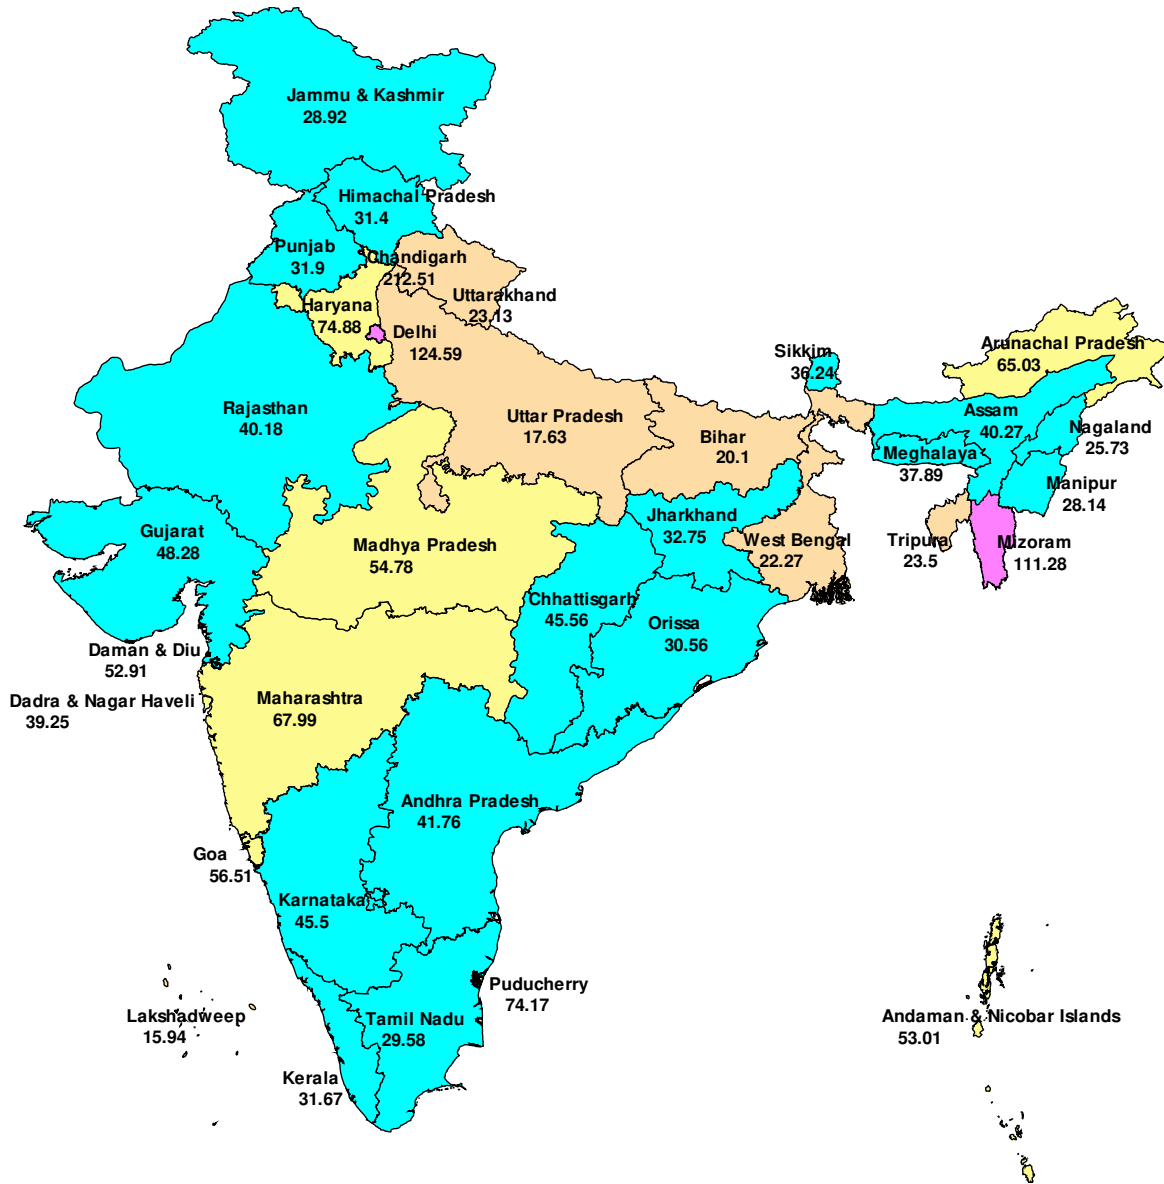 Jammu & Kashmir
28.92
Himachal Pradesh
31.4
Punjab
31.9
Chandigarh
212.51
Uttarakhand
23.13
Haryana
74.88
Delhi
124.59
Sikkim
36.24
Arunachal Pradesh
65.03
Rajasthan
40.18
Uttar Pradesh
17.63
Bihar
20.1
Assam
40.27
Nagaland
25.73
Meghalaya
37.89
Manipur
28.14
Gujarat
48.28
Madhya Pradesh
54.78
Jharkhand
32.75
West Bengal
22.27
Tripura
23.5
Mizoram
111.28
Chhattisgarh
45.56
Orissa
30.56
Daman & Diu
52.91
Dadra & Nagar Haveli
39.25
Maharashtra
67.99
Andhra Pradesh
41.76
Goa
56.51
Karnataka
45.5
Puducherry
74.17
Lakshadweep
15.94
Tamil Nadu
29.58
Andaman & Nicobar Islands
53.01
Kerala
31.67